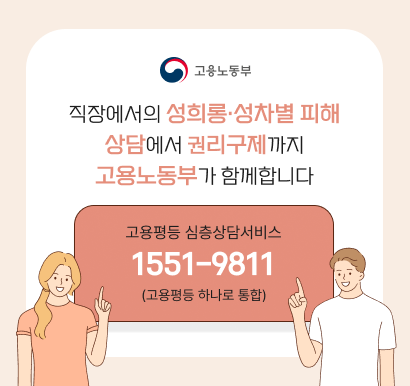 고용노동부
직장에서의 성희롱·성차별 피해
상담에서 권리구제까지
고용노동부가 함께합니다
고용평등 심층상담서비스
1551-9811
(고용평등 하나로 통합)